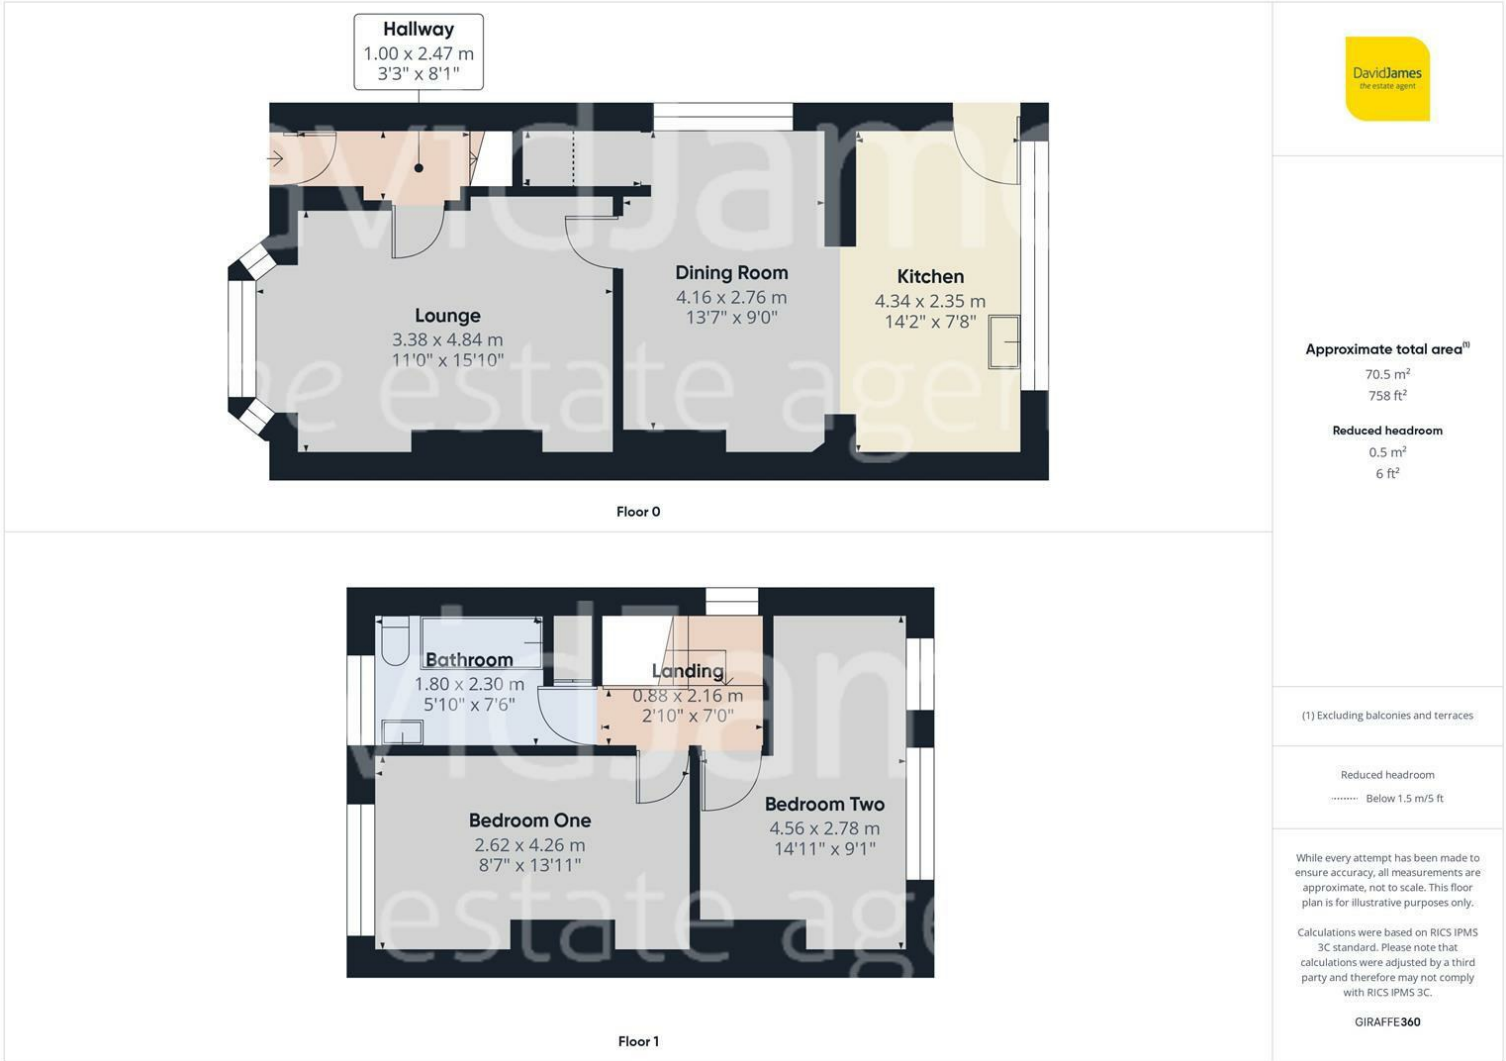 Hallway
1.00 x 2.47 m
3'3" x 8'1"
Lounge
3.38 x 4.84 m
11'0" x 15'10"
Dining Room
4.16 x 2.76 m
13'7" x 9'0"
Kitchen
4.34 x 2.35 m
14'2" x 7'8"
Floor 0
Bathroom
1.80 x 2.30 m
5'10" x 7'6"
Landing
0.88 x 2.16 m
2'10" x 7'0"
Bedroom One
2.62 x 4.26 m
8'7" x 13'11"
Bedroom Two
4.56 x 2.78 m
14'11" x 9'1"
Floor 1
DavidJames
the estate agent
Approximate total area(1)
70.5 m²
758 ft²
Reduced headroom
0.5 m²
6 ft²
(1) Excluding balconies and terraces
Reduced headroom
Below 1.5 m/5 ft
While every attempt has been made to
ensure accuracy, all measurements are
approximate, not to scale. This floor
plan is for illustrative purposes only.
Calculations were based on RICS IPMS
3C standard. Please note that
calculations were adjusted by a third
party and therefore may not comply
with RICS IPMS 3C.
GIRAFFE360
avidJame
he estate agen
vidJam
estate ag